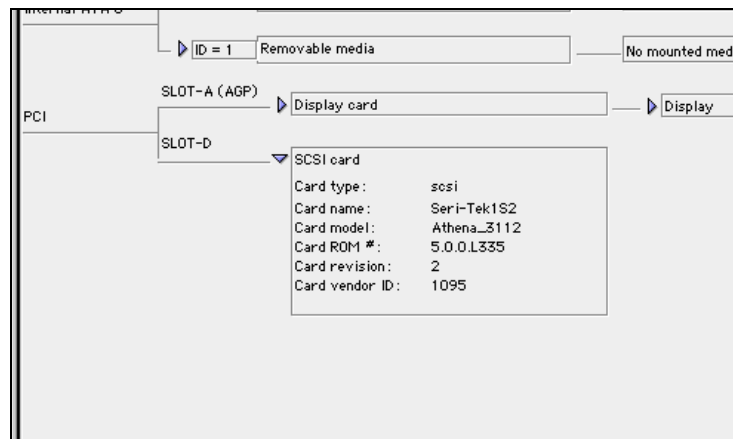 ID = 1
Removable media
No mounted med
SLOT-A (AGP)
PCI
Display card
Display
SLOT-D
SCSI card
Card type: scsi
Card name: Seri-Tek1S2
Card model: Athena_3112
Card ROM #: 5.0.0.L335
Card revision: 2
Card vendor ID: 1095